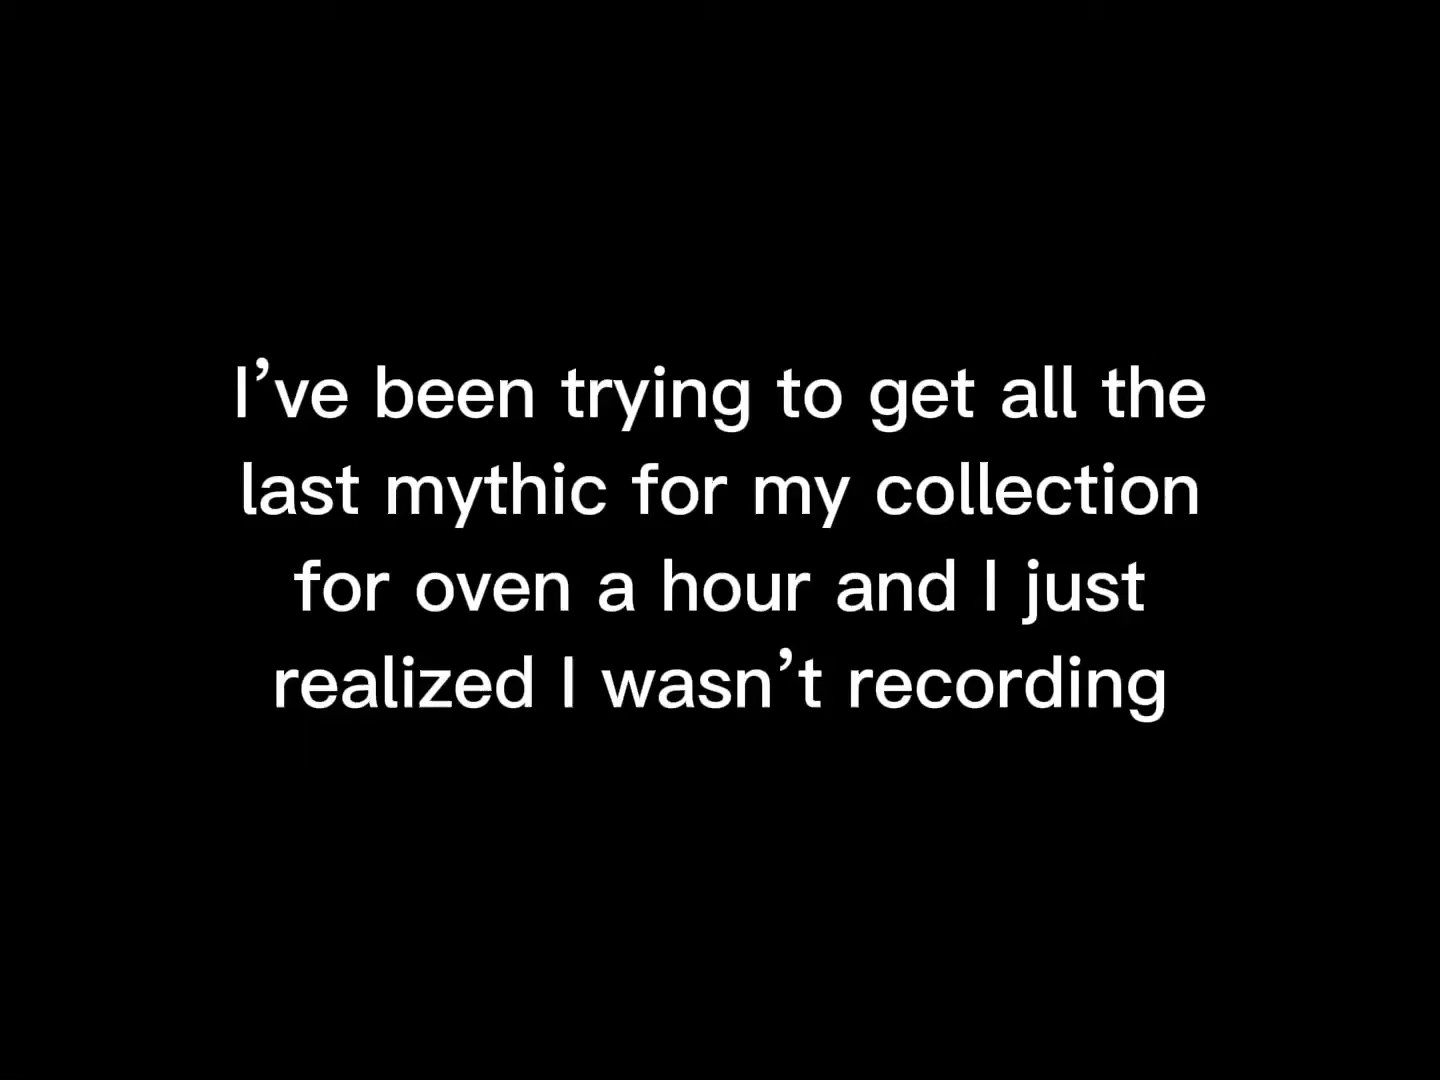 I’ve been trying to get all the
last mythic for my collection
for oven a hour and I just
realized I wasn’t recording